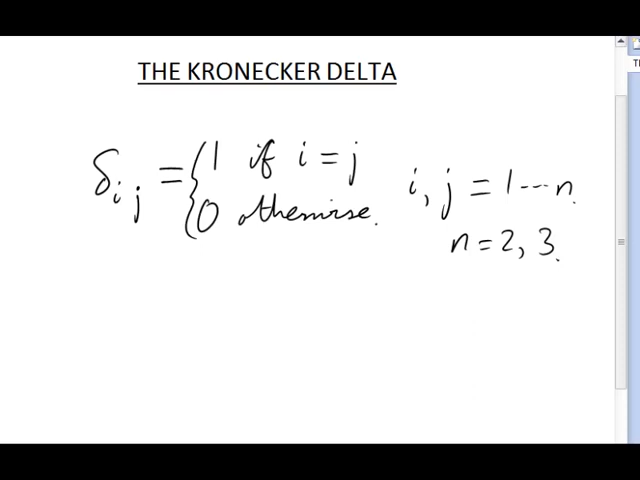 THE KRONECKER DELTA
δij = { 1 if i = j
0 otherwise.
i, j = 1 --- n.
n = 2, 3.